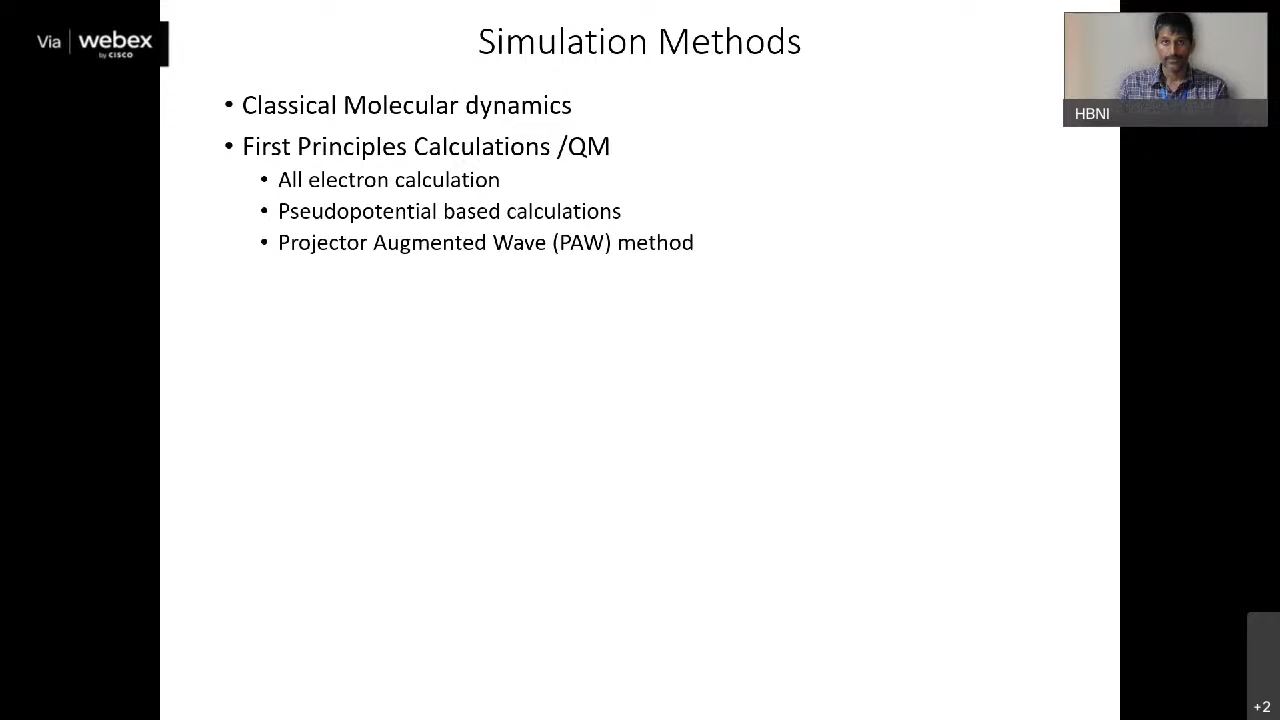 Via | webex
by CISCO
Simulation Methods
HBNI
• Classical Molecular dynamics
• First Principles Calculations /QM
• All electron calculation
• Pseudopotential based calculations
• Projector Augmented Wave (PAW) method
+2